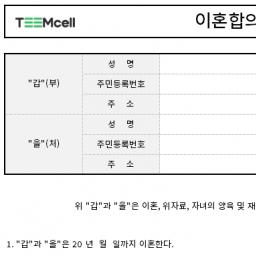 TEEMcell 이혼합의
"갑"(부)
성 명
주민등록번호
주 소
"을"(처)
성 명
주민등록번호
주 소
위 "갑"과 "을"은 이혼, 위자료, 자녀의 양육 및 재
1. "갑"과 "을"은 20 년 월 일까지 이혼한다.